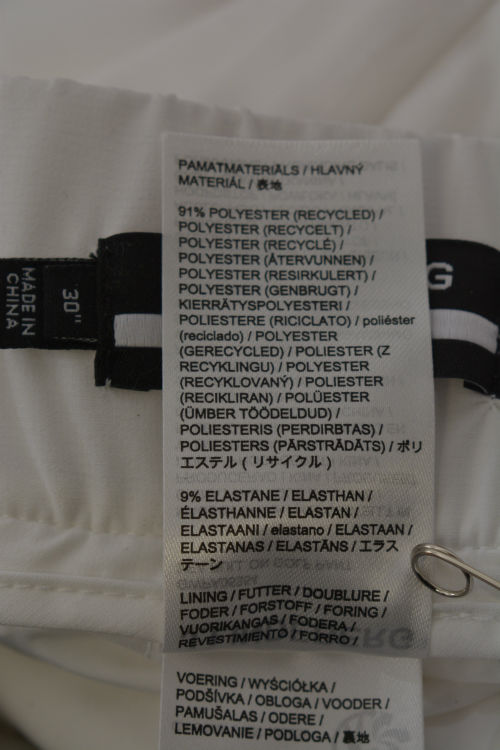 PAMATMATERIĀLS / HLAVNÝ
MATERIÁL / 表地
91% POLYESTER (RECYCLED) /
POLYESTER (RECYCELT) /
POLYESTER (RECYCLÉ) /
POLYESTER (ÅTERVUNNEN) /
POLYESTER (RESIRKULERT) /
POLYESTER (GENBRUGT) /
KIERRÄTYSPOLYESTERI /
POLIESTERE (RICICLATO) / poliéster
(reciclado) / POLYESTER
(GERECYCLED) / POLIESTER (Z
RECYKLINGU) / POLYESTER
(RECYKLOVANÝ) / POLIESTER
(RECIKLIRAN) / POLÜESTER
(ÜMBER TÖÖDELDUD) /
POLIESTERIS (PERDIRBTAS) /
POLIESTERS (PĀRSTRĀDĀTS) / ポリ
エステル ( リサイクル )
9% ELASTANE / ELASTHAN /
ÉLASTHANNE / ELASTAN /
ELASTAANI / elastano / ELASTAAN /
ELASTANAS / ELASTĀNS / エラス
テーン
LINING / FUTTER / DOUBLURE /
FODER / FORSTOFF / FORING /
VUORIKANGAS / FODERA /
REVESTIMIENTO / FORRO /
VOERING / WYŚCIÓŁKA /
PODŠÍVKA / OBLOGA / VOODER /
PAMUŠALAS / ODERE /
LEMOVANIE / PODLOGA / 裏地
MADE IN
CHINA
30"
G